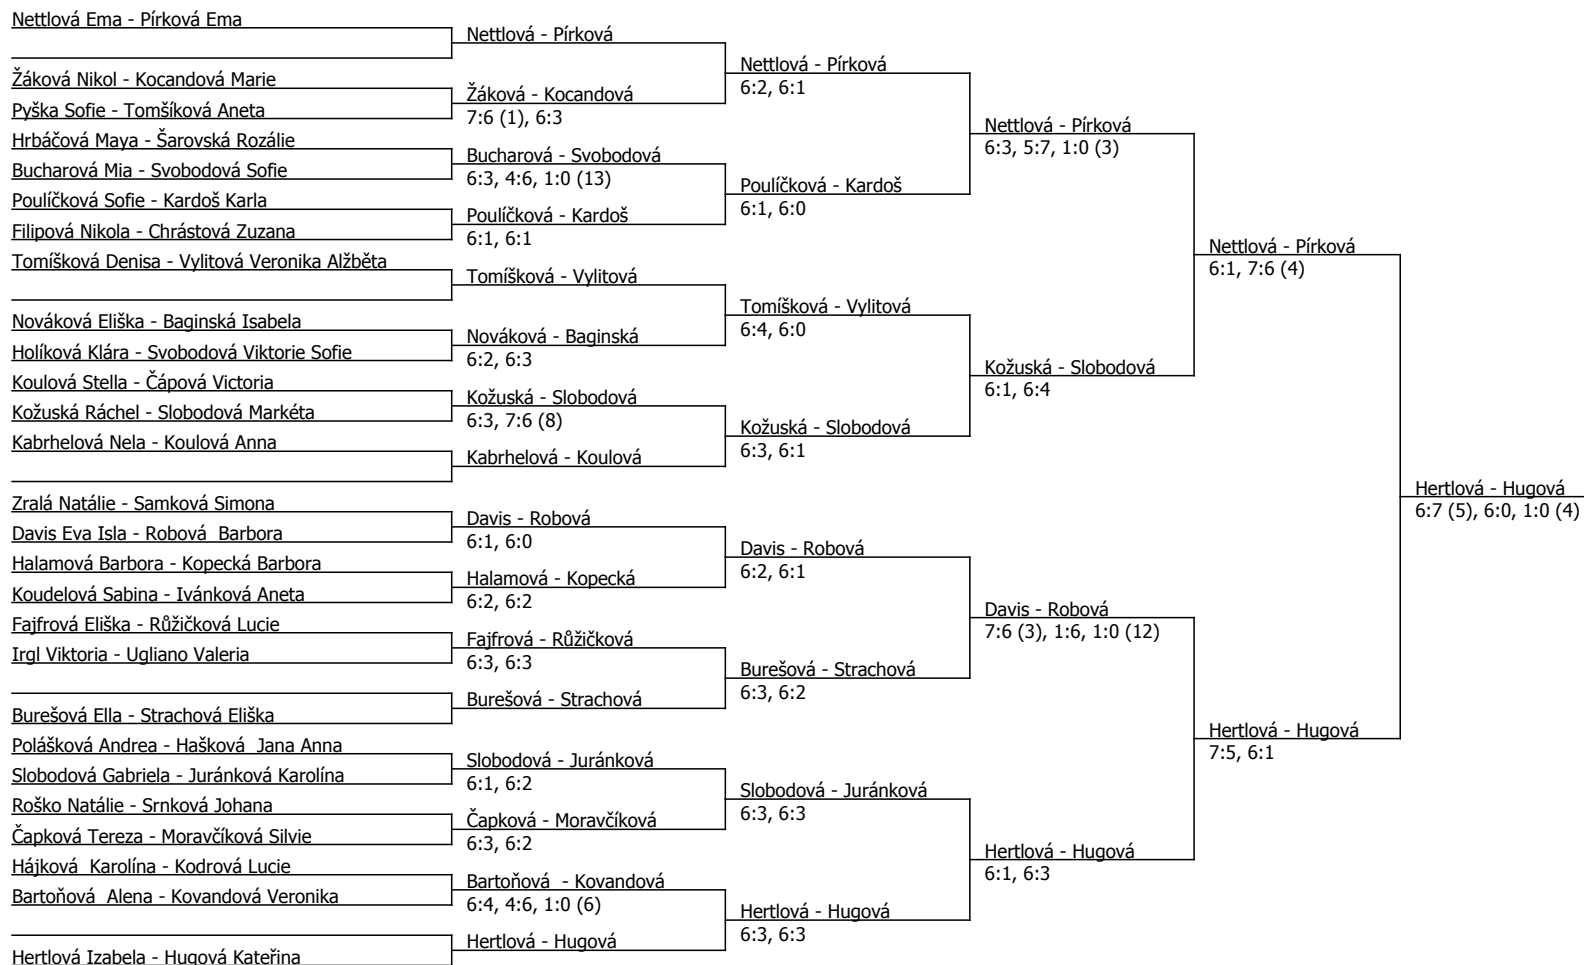 Nettlová Ema - Pírková Ema
Žáková Nikol - Kocandová Marie
Pyška Sofie - Tomšíková Aneta
Hrbáčová Maya - Šarovská Rozálie
Bucharová Mia - Svobodová Sofie
Poulíčková Sofie - Kardoš Karla
Filipová Nikola - Chrástová Zuzana
Tomíšková Denisa - Vylitová Veronika Alžběta
Nováková Eliška - Baginská Isabela
Holíková Klára - Svobodová Viktorie Sofie
Koulová Stella - Čápová Victoria
Kožuská Ráchel - Slobodová Markéta
Kabrhelová Nela - Koulová Anna
Zralá Natálie - Samková Simona
Davis Eva Isla - Robová  Barbora
Halamová Barbora - Kopecká Barbora
Koudelová Sabina - Ivánková Aneta
Fajfrová Eliška - Růžičková Lucie
Irgl Viktoria - Ugliano Valeria
Burešová Ella - Strachová Eliška
Polášková Andrea - Hašková  Jana Anna
Slobodová Gabriela - Juránková Karolína
Roško Natálie - Srnková Johana
Čapková Tereza - Moravčíková Silvie
Hájková  Karolína - Kodrová Lucie
Bartoňová  Alena - Kovandová Veronika
Hertlová Izabela - Hugová Kateřina
Nettlová - Pírková
Žáková - Kocandová
7:6 (1), 6:3
Bucharová - Svobodová
6:3, 4:6, 1:0 (13)
Poulíčková - Kardoš
6:1, 6:1
Tomíšková - Vylitová
Nováková - Baginská
6:2, 6:3
Kožuská - Slobodová
6:3, 7:6 (8)
Kabrhelová - Koulová
Davis - Robová
6:1, 6:0
Halamová - Kopecká
6:2, 6:2
Fajfrová - Růžičková
6:3, 6:3
Burešová - Strachová
Slobodová - Juránková
6:1, 6:2
Čapková - Moravčíková
6:3, 6:2
Bartoňová  - Kovandová
6:4, 4:6, 1:0 (6)
Hertlová - Hugová
Nettlová - Pírková
6:2, 6:1
Poulíčková - Kardoš
6:1, 6:0
Tomíšková - Vylitová
6:4, 6:0
Kožuská - Slobodová
6:3, 6:1
Davis - Robová
6:2, 6:1
Burešová - Strachová
6:3, 6:2
Slobodová - Juránková
6:3, 6:3
Hertlová - Hugová
6:3, 6:3
Nettlová - Pírková
6:3, 5:7, 1:0 (3)
Kožuská - Slobodová
6:1, 6:4
Davis - Robová
7:6 (3), 1:6, 1:0 (12)
Hertlová - Hugová
6:1, 6:3
Nettlová - Pírková
6:1, 7:6 (4)
Hertlová - Hugová
7:5, 6:1
Hertlová - Hugová
6:7 (5), 6:0, 1:0 (4)